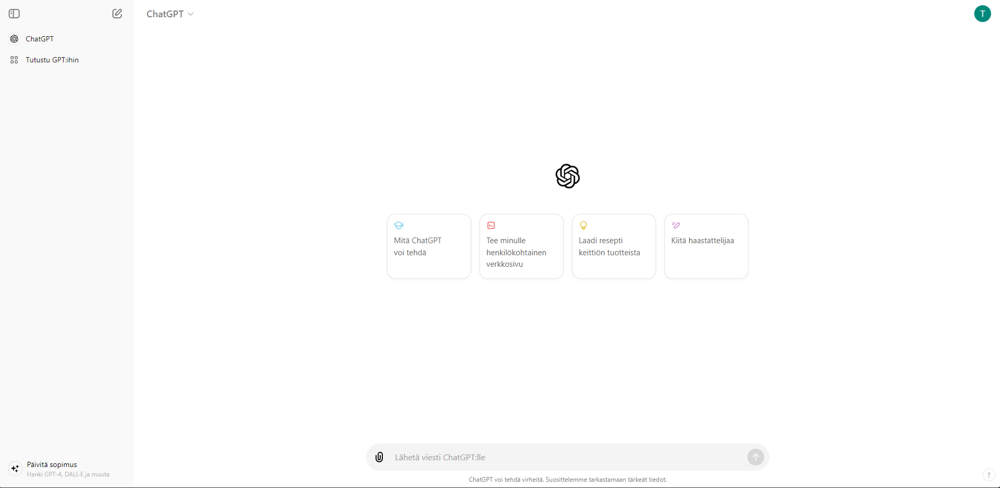 ChatGPT
ChatGPT
Tutustu GPT:ihin
T
Mitä ChatGPT
voi tehdä
Tee minulle
henkilökohtainen
verkkosivu
Laadi resepti
keittiön tuotteista
Kiitä haastattelijaa
Päivitä sopimus
Hanki GPT-4, DALL·E ja muuta
Lähetä viesti ChatGPT:lle
ChatGPT voi tehdä virheitä. Suosittelemme tarkastamaan tärkeät tiedot.
?